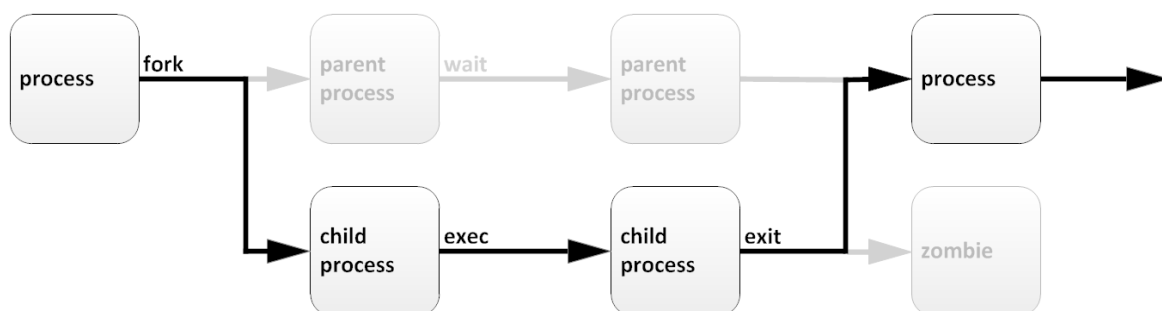 process
fork
parent
process
wait
parent
process
process
child
process
exec
child
process
exit
zombie